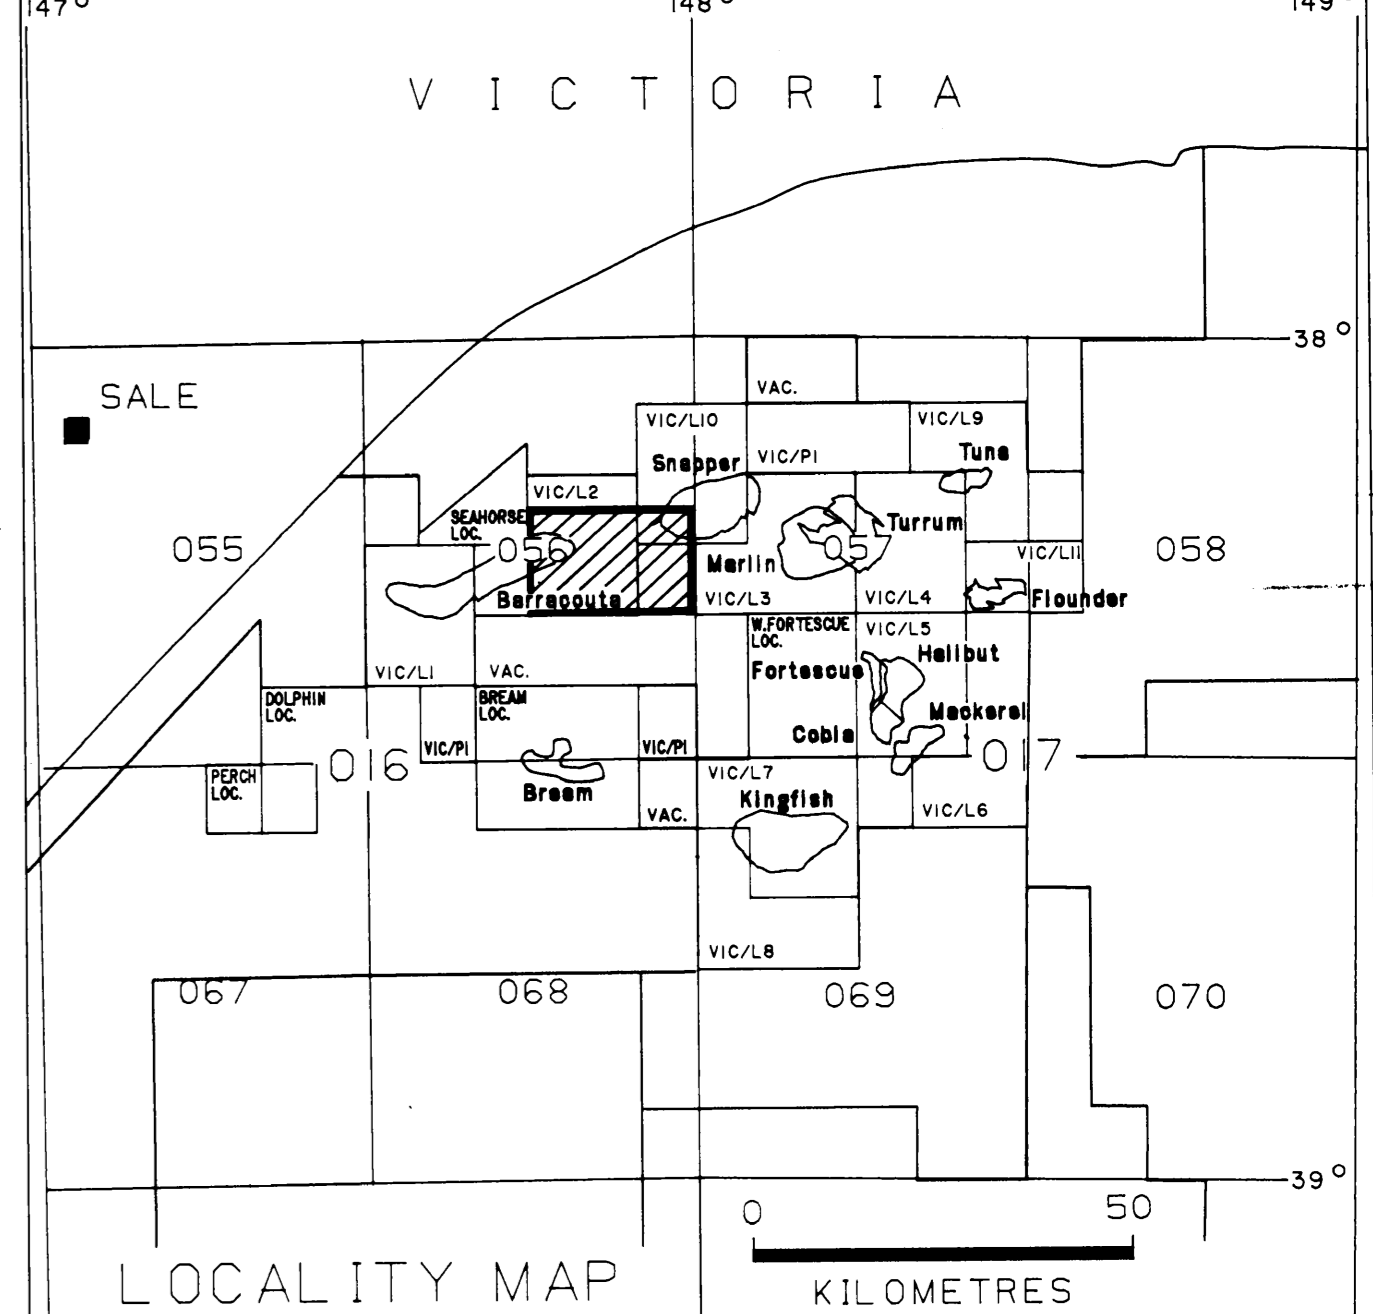 147° 148° 149°
VICTORIA
38°
SALE
VAC.
VIC/L10
VIC/L9
Snapper
VIC/P1
Tuna
VIC/L2
SEAHORSE
LOC.
Turrum
055
056
05
058
VIC/L11
Marlin
Barracouta
VIC/L3
VIC/L4
Flounder
W.FORTESCUE
LOC.
VIC/L5
Halibut
VIC/L1
VAC.
Fortescue
DOLPHIN
LOC.
BREAM
LOC.
Mackerel
Cobia
VIC/P1
VIC/P1
016
017
PERCH
LOC.
VIC/L7
Bream
Kingfish
VAC.
VIC/L6
VIC/L8
067
068
069
070
39°
0 50
LOCALITY MAP
KILOMETRES